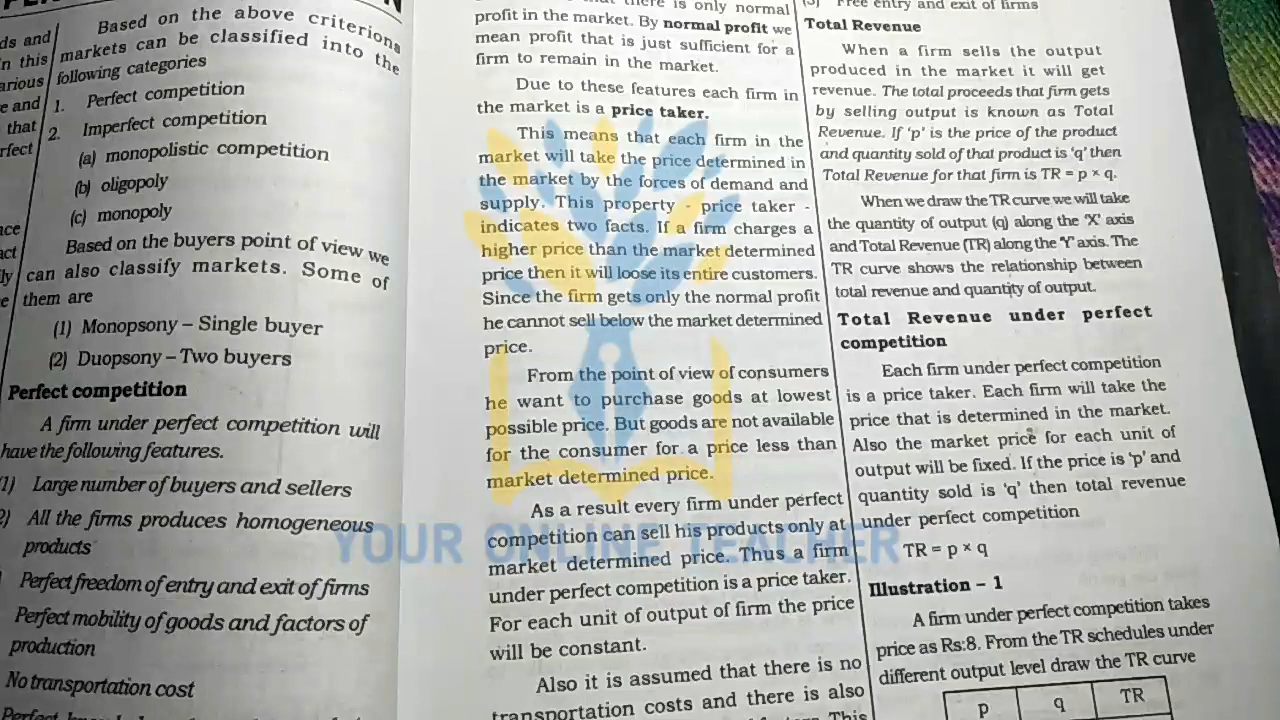 ds and
n this
arious
e and
that
rfect
nce
act
ly
e
Based on the above criterions
markets can be classified into the
following categories
1. Perfect competition
2. Imperfect competition
(a) monopolistic competition
(b) oligopoly
(c) monopoly
Based on the buyers point of view we
can also classify markets. Some of
them are
(1) Monopsony – Single buyer
(2) Duopsony – Two buyers
Perfect competition
A firm under perfect competition will
have the following features.
1) Large number of buyers and sellers
2) All the firms produces homogeneous
products
Perfect freedom of entry and exit of firms
Perfect mobility of goods and factors of
production
No transportation cost
there is only normal
profit in the market. By normal profit we
mean profit that is just sufficient for a
firm to remain in the market.
Due to these features each firm in
the market is a price taker.
This means that each firm in the
market will take the price determined in
the market by the forces of demand and
supply. This property - price taker -
indicates two facts. If a firm charges a
higher price than the market determined
price then it will loose its entire customers.
Since the firm gets only the normal profit
he cannot sell below the market determined
price.
From the point of view of consumers
he want to purchase goods at lowest
possible price. But goods are not available
for the consumer for a price less than
market determined price.
As a result every firm under perfect
competition can sell his products only at
market determined price. Thus a firm
under perfect competition is a price taker.
For each unit of output of firm the price
will be constant.
Also it is assumed that there is no
transportation costs and there is also
This
Free entry and exit of firms
Total Revenue
When a firm sells the output
produced in the market it will get
revenue. The total proceeds that firm gets
by selling output is known as Total
Revenue. If 'p' is the price of the product
and quantity sold of that product is 'q' then
Total Revenue for that firm is TR = p × q.
When we draw the TR curve we will take
the quantity of output (q) along the 'X' axis
and Total Revenue (TR) along the 'Y' axis. The
TR curve shows the relationship between
total revenue and quantity of output.
Total Revenue under perfect
competition
Each firm under perfect competition
is a price taker. Each firm will take the
price that is determined in the market.
Also the market price for each unit of
output will be fixed. If the price is 'p' and
quantity sold is 'q' then total revenue
under perfect competition
TR = p × q
Illustration – 1
A firm under perfect competition takes
price as Rs:8. From the TR schedules under
different output level draw the TR curve
p q TR
YOUR ONLINE TEACHER